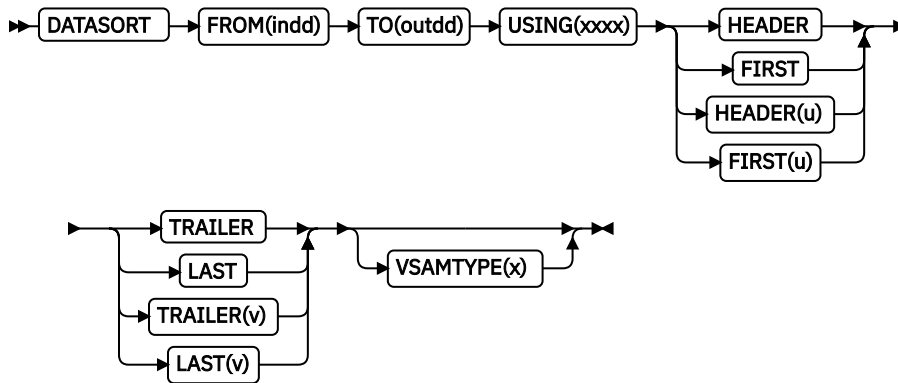 DATASORT FROM(indd) TO(outdd) USING(xxxx) HEADER
FIRST
HEADER(u)
FIRST(u)
TRAILER
LAST VSAMTYPE(x)
TRAILER(v)
LAST(v)